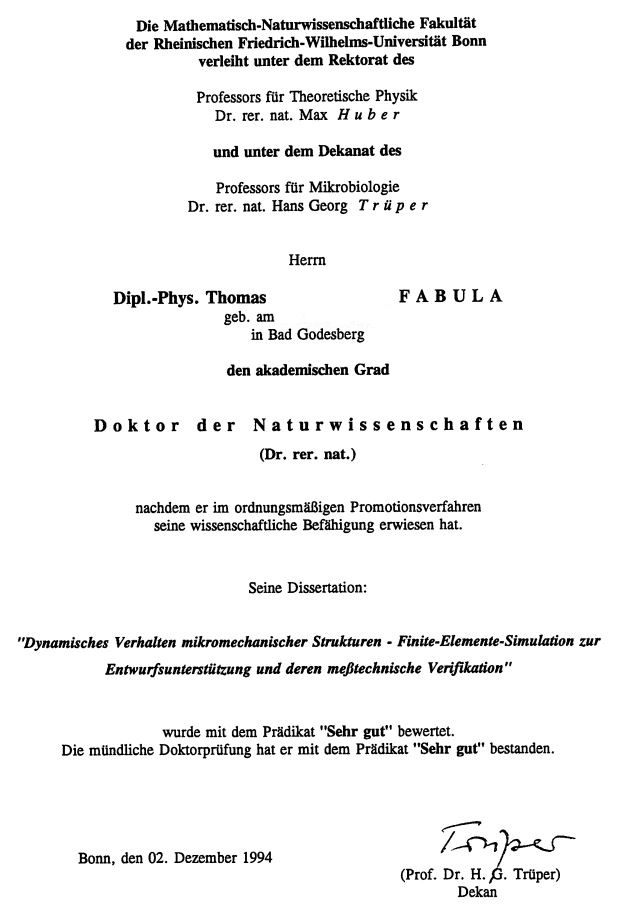 Die Mathematisch-Naturwissenschaftliche Fakultät
der Rheinischen Friedrich-Wilhelms-Universität Bonn
verleiht unter dem Rektorat des
Professors für Theoretische Physik
Dr. rer. nat. Max Huber
und unter dem Dekanat des
Professors für Mikrobiologie
Dr. rer. nat. Hans Georg Trüper
Herrn
Dipl.-Phys. Thomas FABULA
geb. am
in Bad Godesberg
den akademischen Grad
Doktor der Naturwissenschaften
(Dr. rer. nat.)
nachdem er im ordnungsmäßigen Promotionsverfahren
seine wissenschaftliche Befähigung erwiesen hat.
Seine Dissertation:
"Dynamisches Verhalten mikromechanischer Strukturen - Finite-Elemente-Simulation zur
Entwurfsunterstützung und deren meßtechnische Verifikation"
wurde mit dem Prädikat "Sehr gut" bewertet.
Die mündliche Doktorprüfung hat er mit dem Prädikat "Sehr gut" bestanden.
Trüper
Bonn, den 02. Dezember 1994
(Prof. Dr. H. G. Trüper)
Dekan